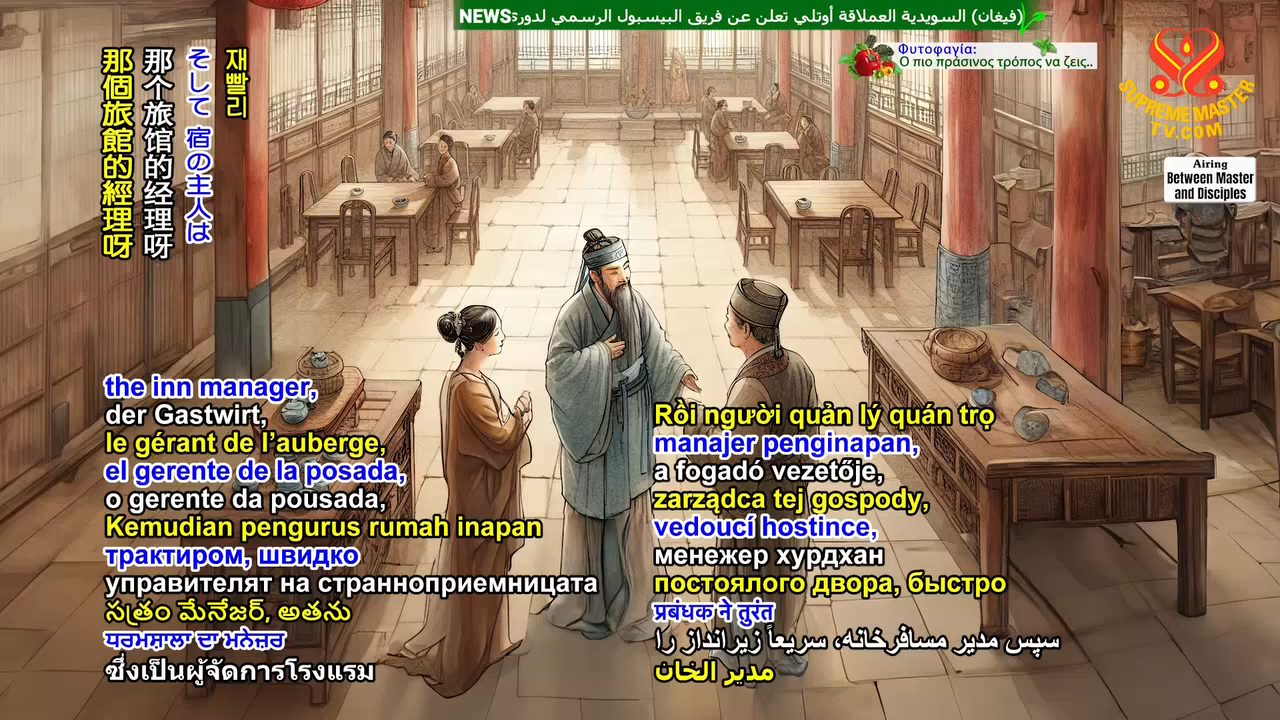 NEWS (فيغان) السويدية العملاقة أوتلي تعلن عن فريق البيسبول الرسمي لدورة
Φυτοφαγία:
Ο πιο πράσινος τρόπος να ζεις..
SUPREME MASTER
TV.COM
Airing
Between Master
and Disciples
재빨리
そして 宿の主人は
那个旅馆的经理呀
那個旅館的經理呀
the inn manager,
der Gastwirt,
le gérant de l’auberge,
el gerente de la posada,
o gerente da pousada,
Kemudian pengurus rumah inapan
трактиром, швидко
управителят на странноприемницата
సత్రం మేనేజర్, అతను
ਧਰਮਸ਼ਾਲਾ ਦਾ ਮਨੇਜ਼ਰ
ซึ่งเป็นผู้จัดการโรงแรม
Rồi người quản lý quán trọ
manajer penginapan,
a fogadó vezetője,
zarządca tej gospody,
vedoucí hostince,
менежер хурдхан
постоялого двора, быстро
प्रबंधक ने तुरंत
سپس مدیر مسافرخانه، سریعاً زیرانداز را
مدير الخان